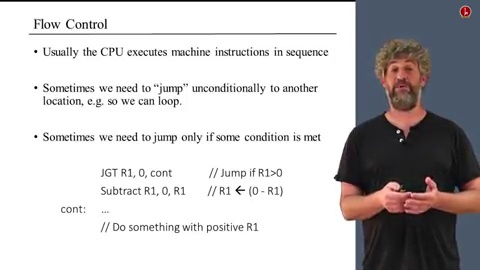 Flow Control
• Usually the CPU executes machine instructions in sequence
• Sometimes we need to “jump” unconditionally to another
location, e.g. so we can loop.
• Sometimes we need to jump only if some condition is met
JGT R1, 0, cont // Jump if R1>0
Subtract R1, 0, R1 // R1 🡨 (0 - R1)
cont: ...
// Do something with positive R1